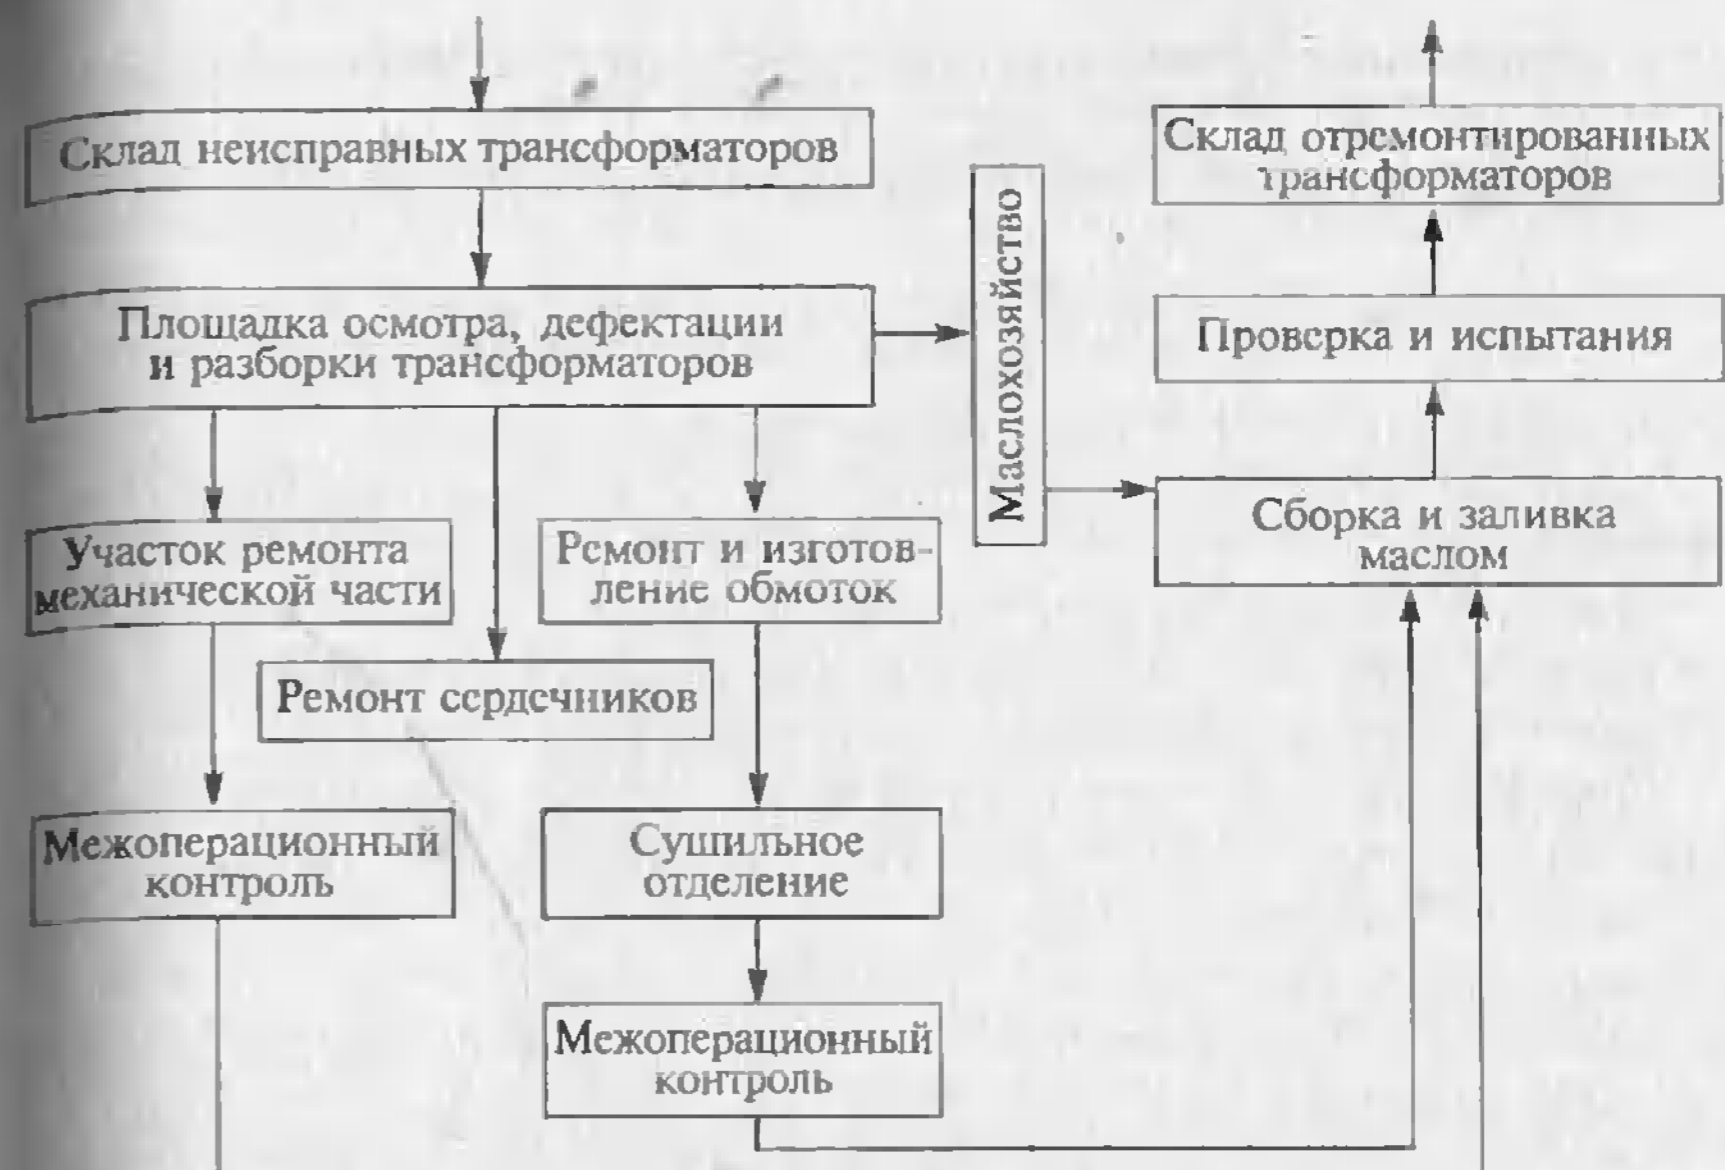 Склад неисправных трансформаторов
Площадка осмотра, дефектации
и разборки трансформаторов
Участок ремонта
механической части
Ремонт и изготов-
ление обмоток
Ремонт сердечников
Межоперационный
контроль
Сушильное
отделение
Межоперационный
контроль
Маслохозяйство
Склад отремонтированных
трансформаторов
Проверка и испытания
Сборка и заливка
маслом